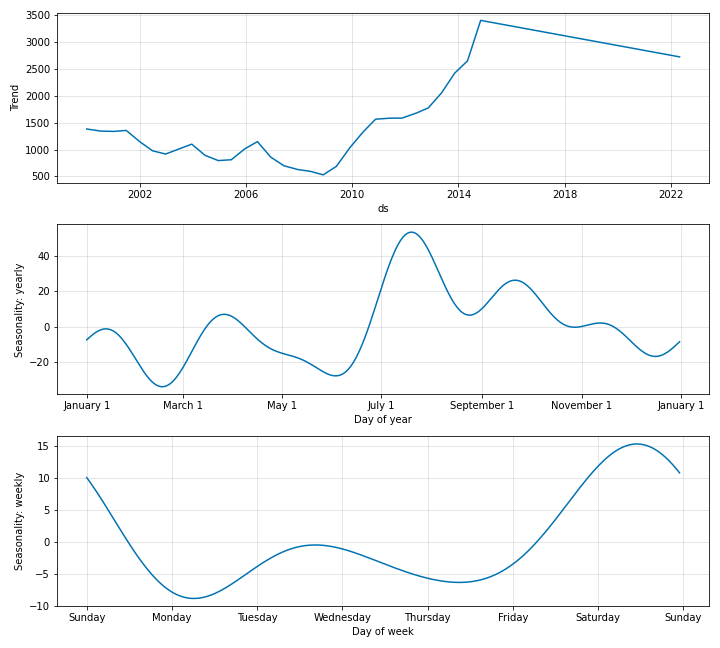 3500
3000
2500
2000
1500
1000
500
Trend
2002 2006 2010 2014 2018 2022
ds
40
20
0
−20
Seasonality: yearly
January 1 March 1 May 1 July 1 September 1 November 1 January 1
Day of year
15
10
5
0
−5
−10
Seasonality: weekly
Sunday Monday Tuesday Wednesday Thursday Friday Saturday Sunday
Day of week